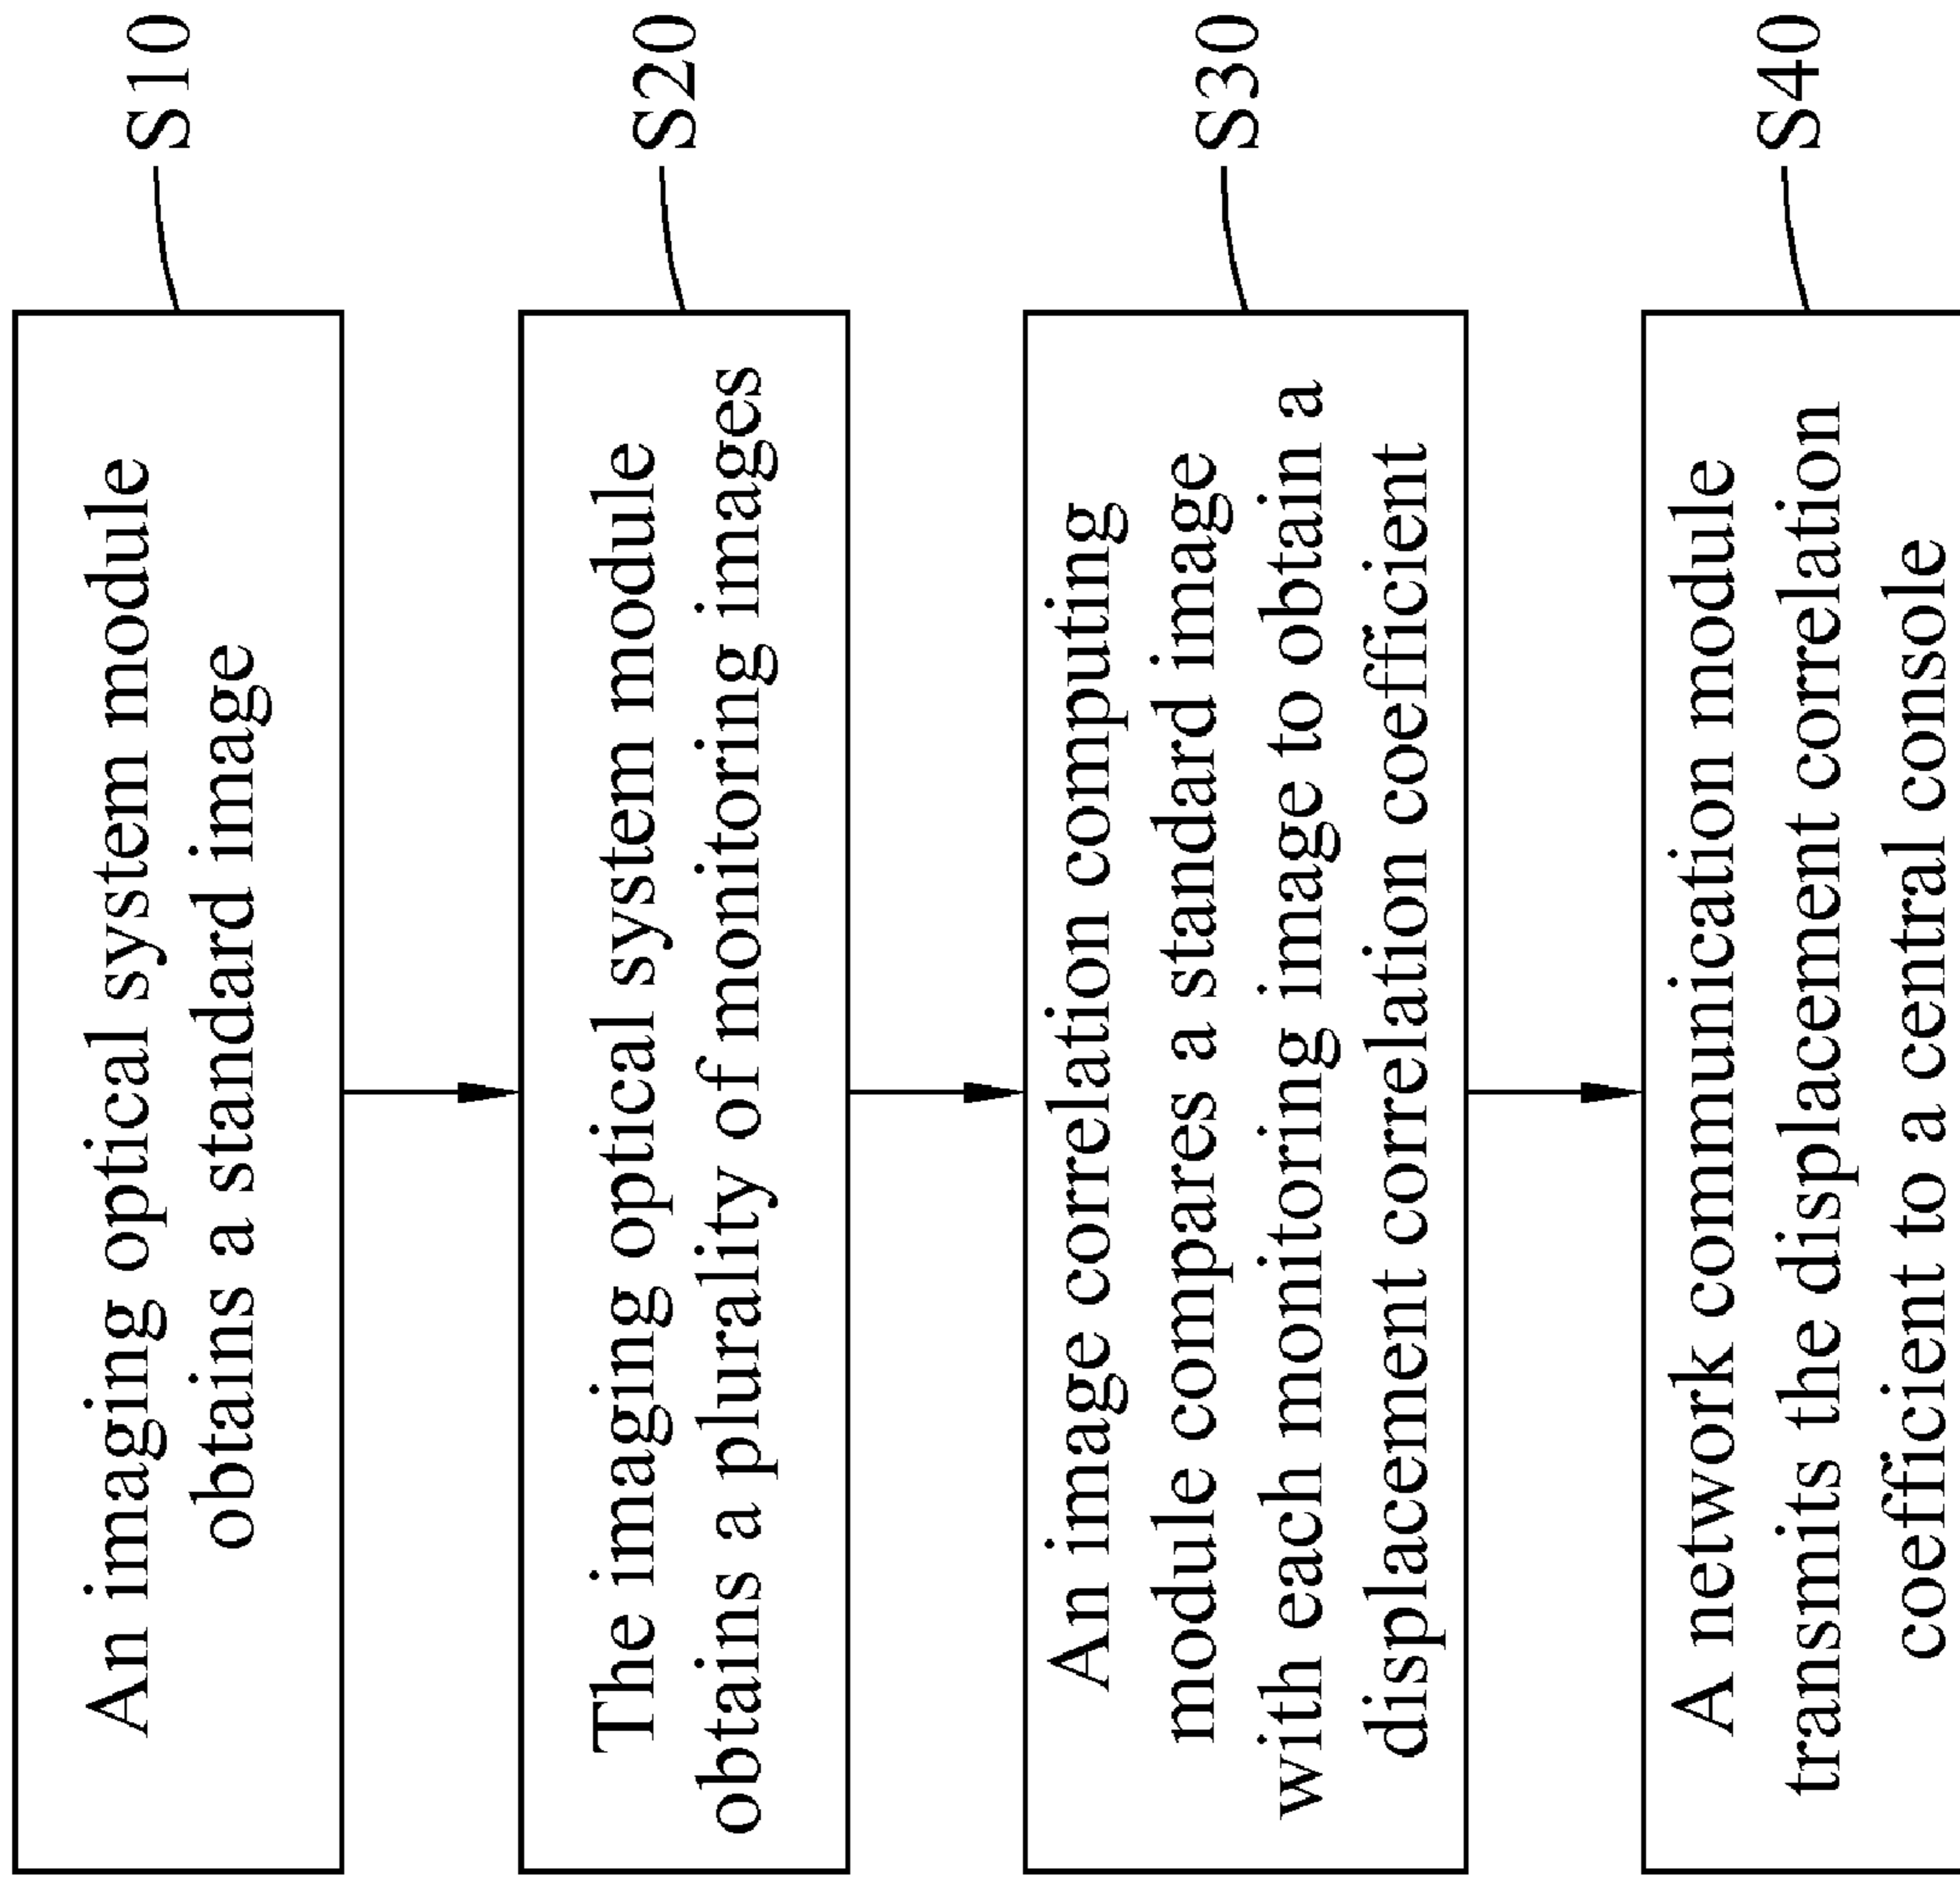 An imaging optical system module
obtains a standard image
S10
The imaging optical system module
obtains a plurality of monitoring images
S20
An image correlation computing
module compares a standard image
with each monitoring image to obtain a
displacement correlation coefficient
S30
A network communication module
transmits the displacement correlation
coefficient to a central console
S40